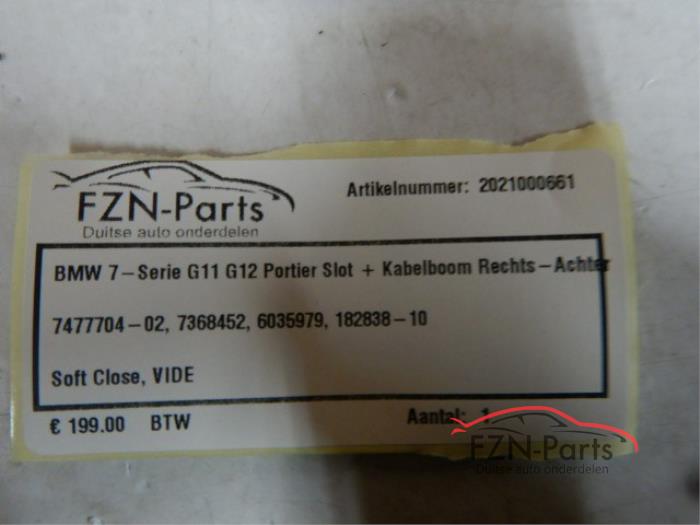 FZN-Parts
Duitse auto onderdelen
Artikelnummer: 2021000661
BMW 7-Serie G11 G12 Portier Slot + Kabelboom Rechts-Achter
7477704-02, 7368452, 6035979, 182838-10
Soft Close, VIDE
€ 199.00 BTW
Aantal: 1
FZN-Parts
Duitse auto onderdelen